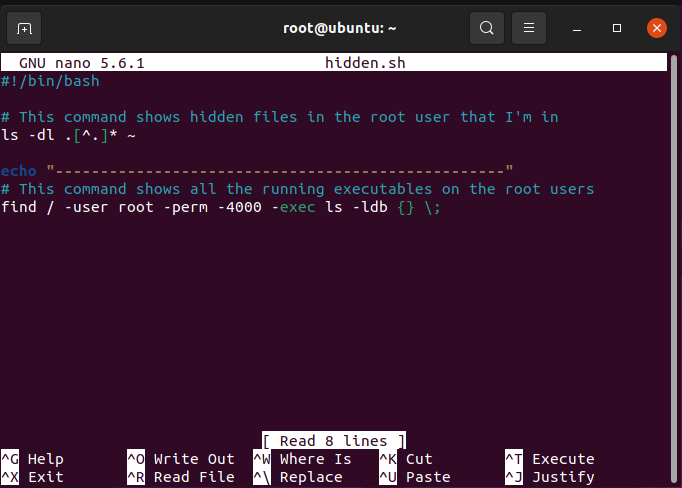 root@ubuntu: ~
GNU nano 5.6.1 hidden.sh
#!/bin/bash
# This command shows hidden files in the root user that I'm in
ls -dl .[^.]* ~
echo "--------------------------------------------------"
# This command shows all the running executables on the root users
find / -user root -perm -4000 -exec ls -ldb {} \;
[ Read 8 lines ]
^G Help ^O Write Out ^W Where Is ^K Cut ^T Execute
^X Exit ^R Read File ^\ Replace ^U Paste ^J Justify